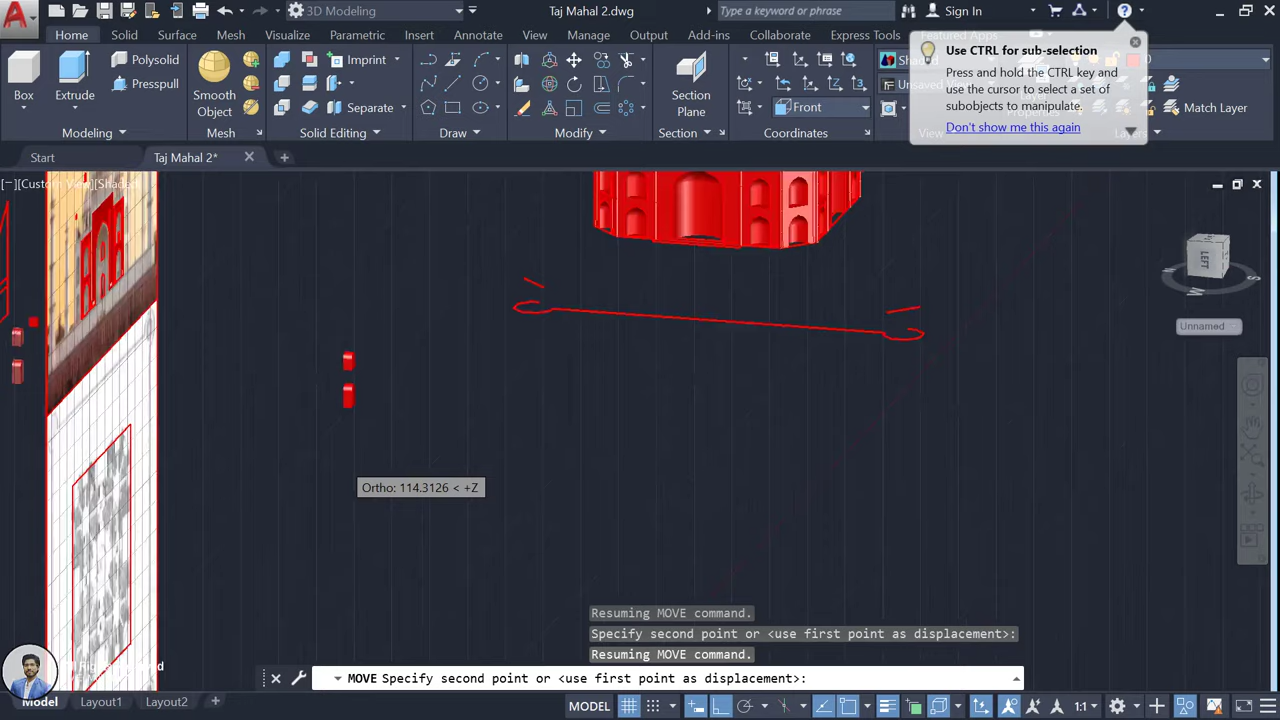 3D Modeling
Taj Mahal 2.dwg
Type a keyword or phrase
Sign In
Home Solid Surface Mesh Visualize Parametric Insert Annotate View Manage Output Add-ins Collaborate Express Tools Featured Apps
Use CTRL for sub-selection
Press and hold the CTRL key and
use the cursor to select a set of
subobjects to manipulate.
Don't show me this again
Polysolid
Presspull
Box
Extrude
Smooth
Object
Imprint
Separate
Section
Plane
Front
Match Layer
Modeling
Mesh
Solid Editing
Draw
Modify
Section
Coordinates
View
Layers
Start
Taj Mahal 2*
LEFT
Unnamed
Ortho: 114.3126 < +Z
Resuming MOVE command.
Specify second point or <use first point as displacement>:
Resuming MOVE command.
MOVE Specify second point or <use first point as displacement>:
Model
Layout1
Layout2
MODEL
1:1